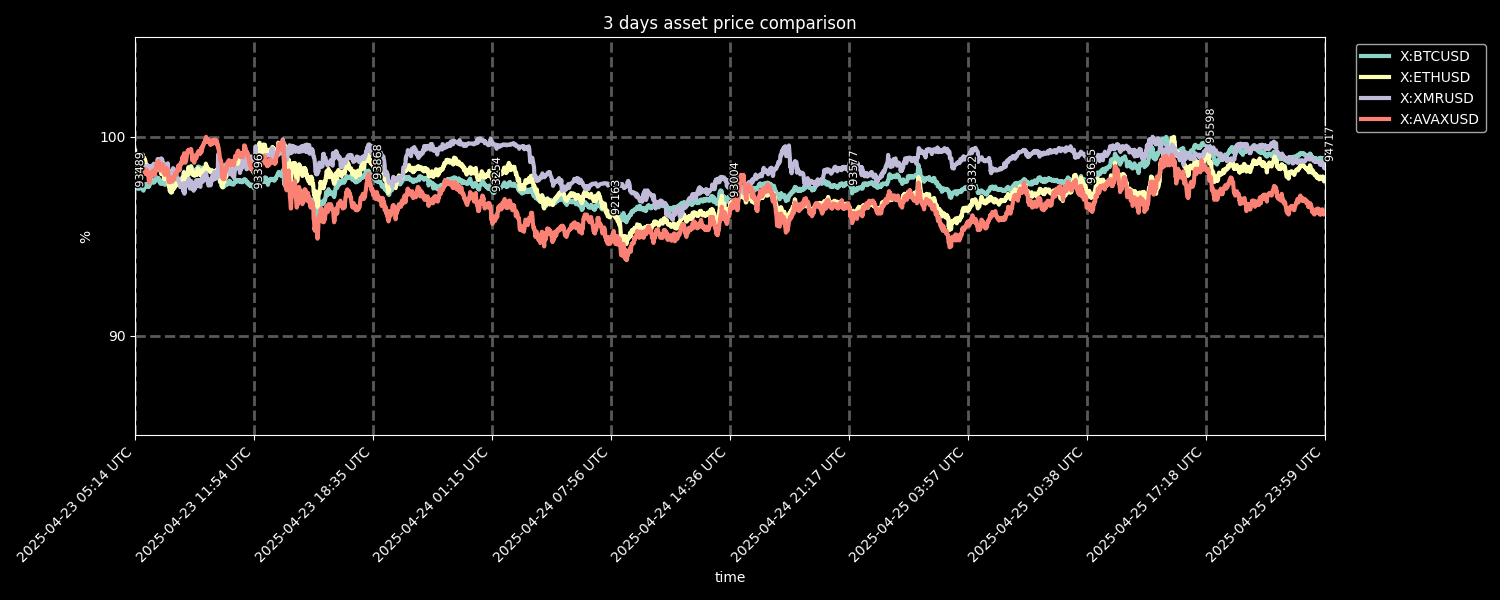 3 days asset price comparison
X:BTCUSD
X:ETHUSD
X:XMRUSD
X:AVAXUSD
%
100
90
93489
93396
93868
93254
92163
93004
93577
93322
93655
95598
94717
2025-04-23 05:14 UTC
2025-04-23 11:54 UTC
2025-04-23 18:35 UTC
2025-04-24 01:15 UTC
2025-04-24 07:56 UTC
2025-04-24 14:36 UTC
2025-04-24 21:17 UTC
2025-04-25 03:57 UTC
2025-04-25 10:38 UTC
2025-04-25 17:18 UTC
2025-04-25 23:59 UTC
time